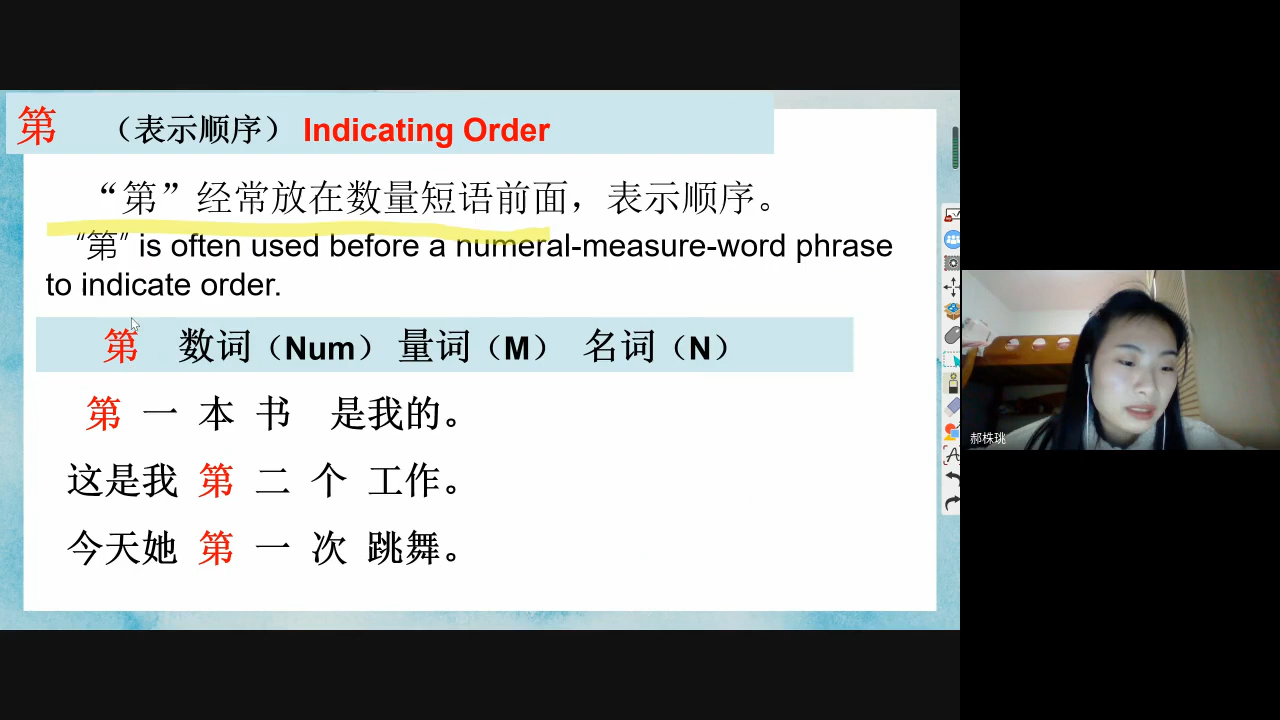 第 （表示顺序） Indicating Order
“第”经常放在数量短语前面，表示顺序。
“第” is often used before a numeral-measure-word phrase
to indicate order.
第 数词（Num） 量词（M） 名词（N）
第 一 本 书 是我的。
这是我 第 二 个 工作。
今天她 第 一 次 跳舞。
郝株珧